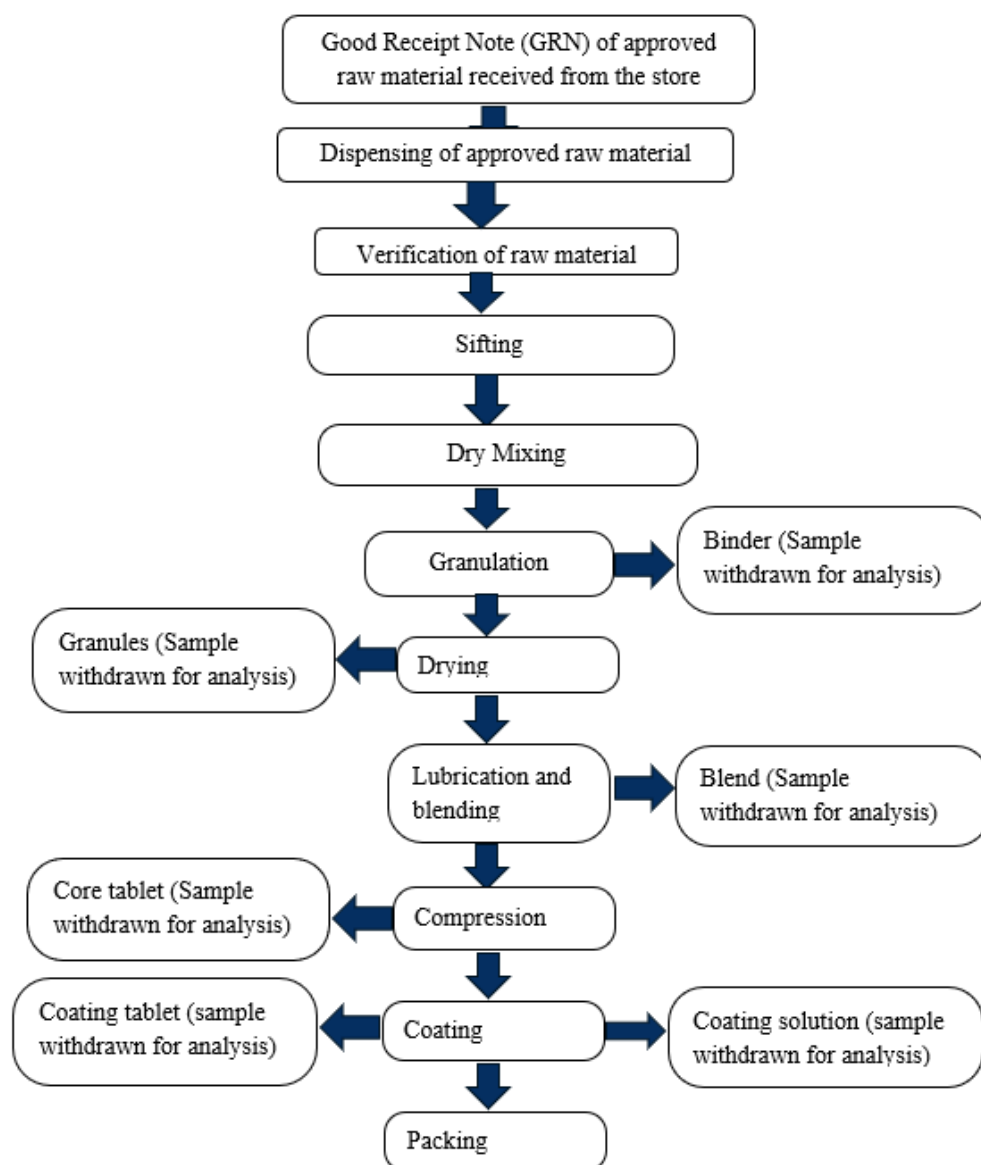 Good Receipt Note (GRN) of approved
raw material received from the store
Dispensing of approved raw material
Verification of raw material
Sifting
Dry Mixing
Granulation
Binder (Sample
withdrawn for analysis)
Granules (Sample
withdrawn for analysis)
Drying
Lubrication and
blending
Blend (Sample
withdrawn for analysis)
Core tablet (Sample
withdrawn for analysis)
Compression
Coating tablet (sample
withdrawn for analysis)
Coating
Coating solution (sample
withdrawn for analysis)
Packing